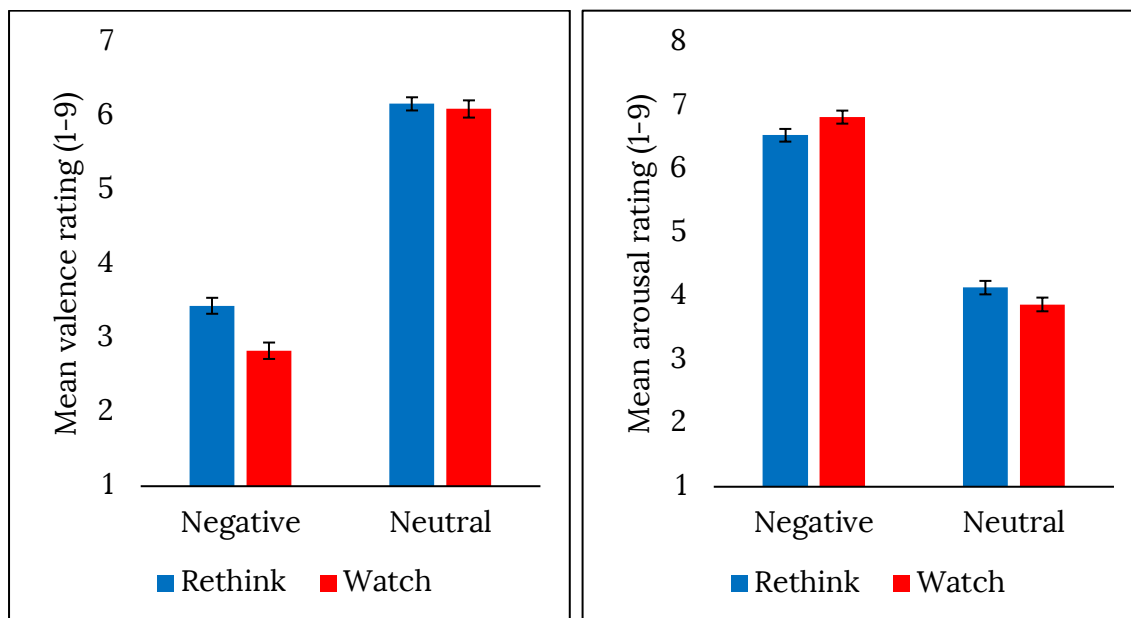 Mean valence rating (1-9)
7
6
5
4
3
2
1
Negative Neutral
Rethink Watch
Mean arousal rating (1-9)
8
7
6
5
4
3
2
1
Negative Neutral
Rethink Watch